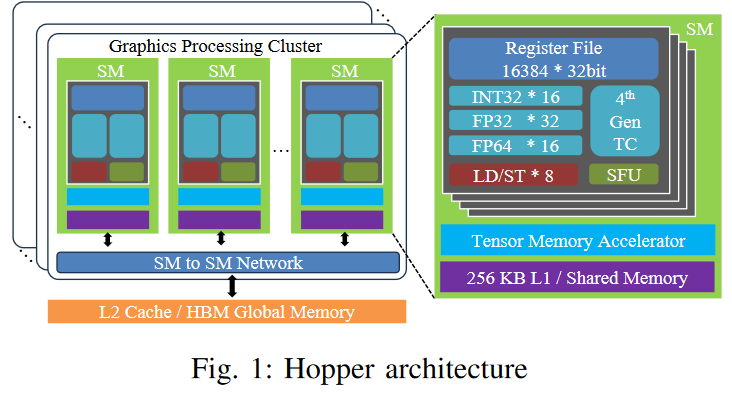 Graphics Processing Cluster
SM
SM
SM
...
...
...
SM to SM Network
L2 Cache / HBM Global Memory
SM
Register File
16384 * 32bit
INT32 * 16
FP32 * 32
FP64 * 16
4th
Gen
TC
LD/ST * 8
SFU
Tensor Memory Accelerator
256 KB L1 / Shared Memory
Fig. 1: Hopper architecture